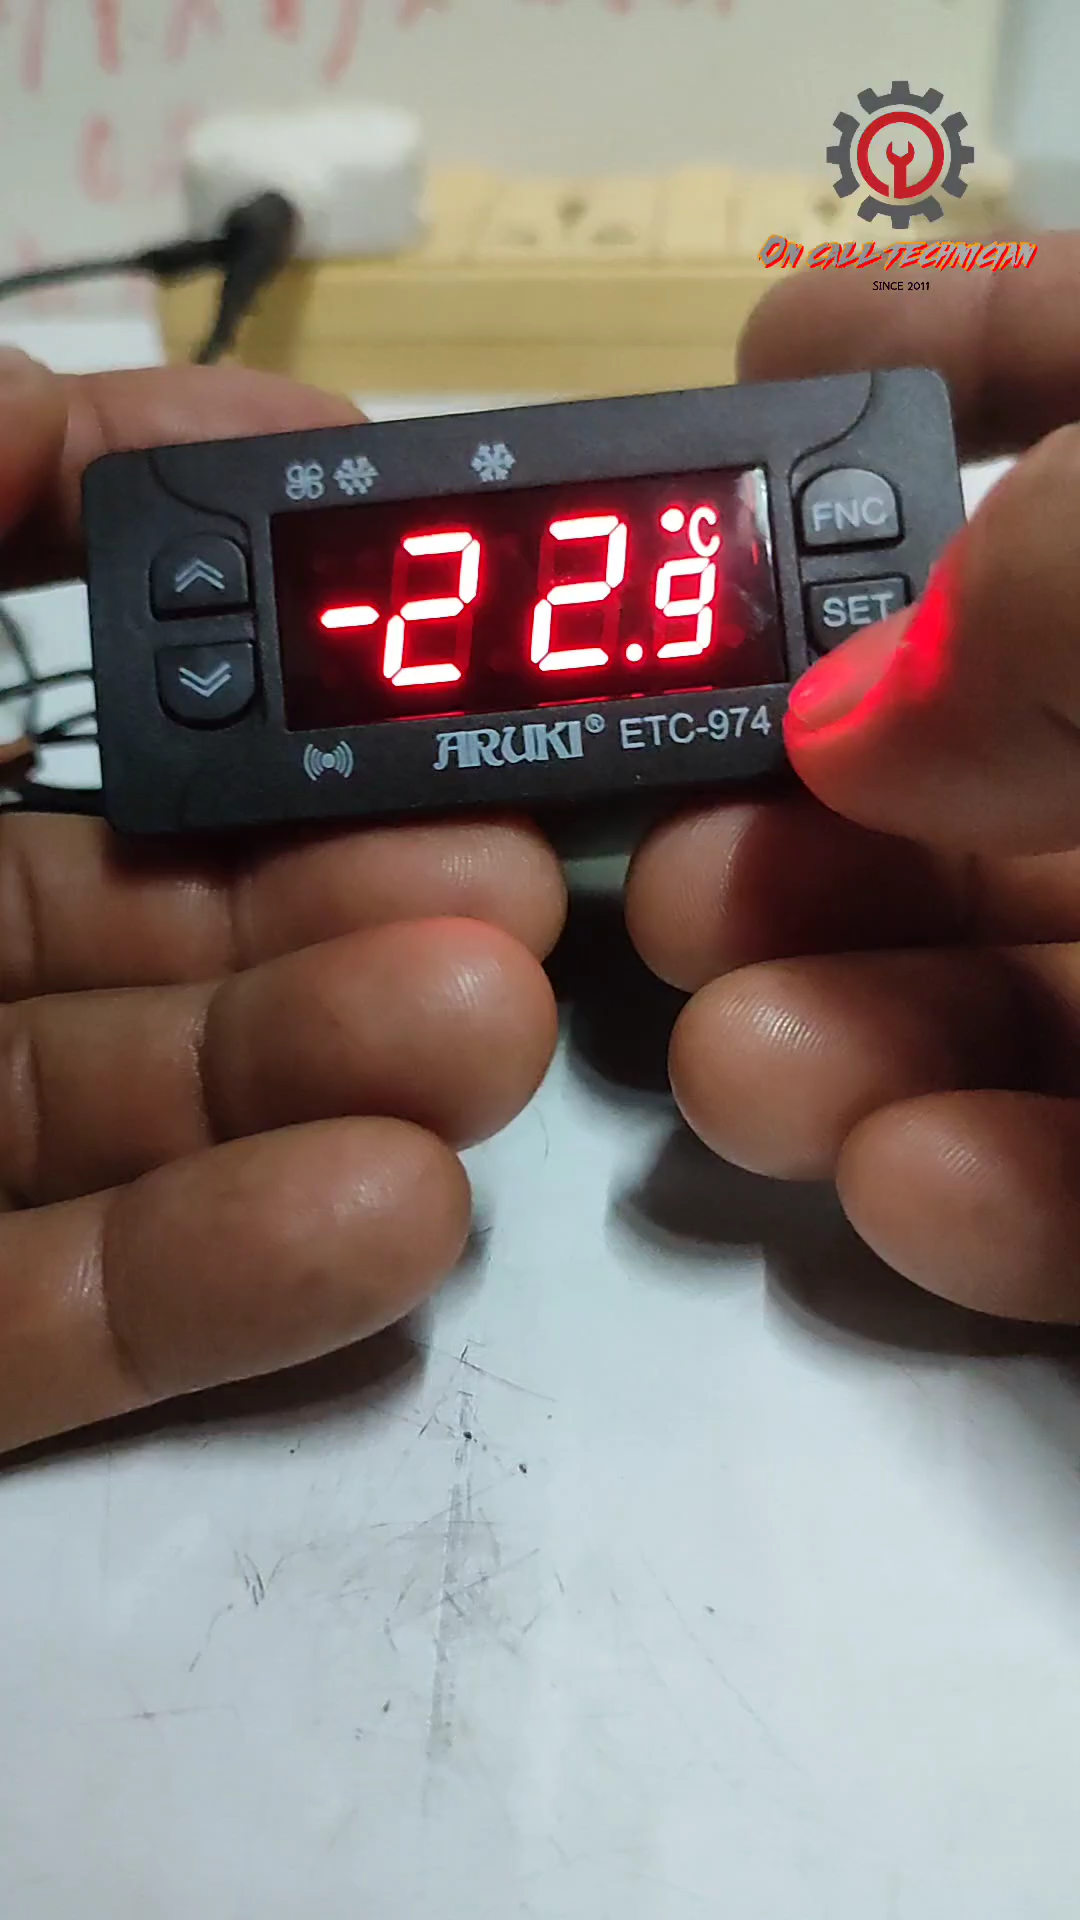 On call technician
SINCE 2011
FNC
-22.9
°C
SET
ARUKI® ETC-974